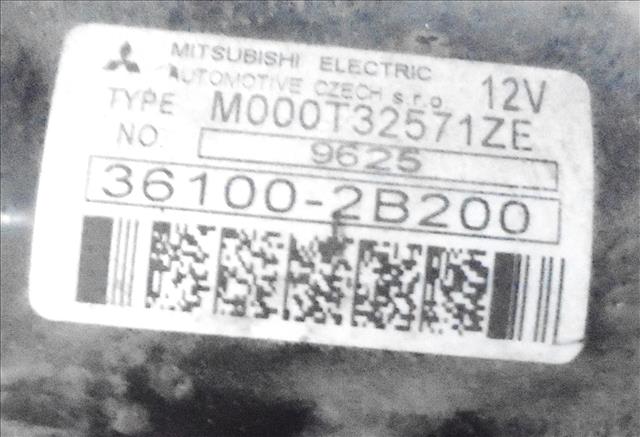 MITSUBISHI ELECTRIC
AUTOMOTIVE CZECH s.r.o. 12V
TYPE M000T32571ZE
NO. 9625
36100-2B200